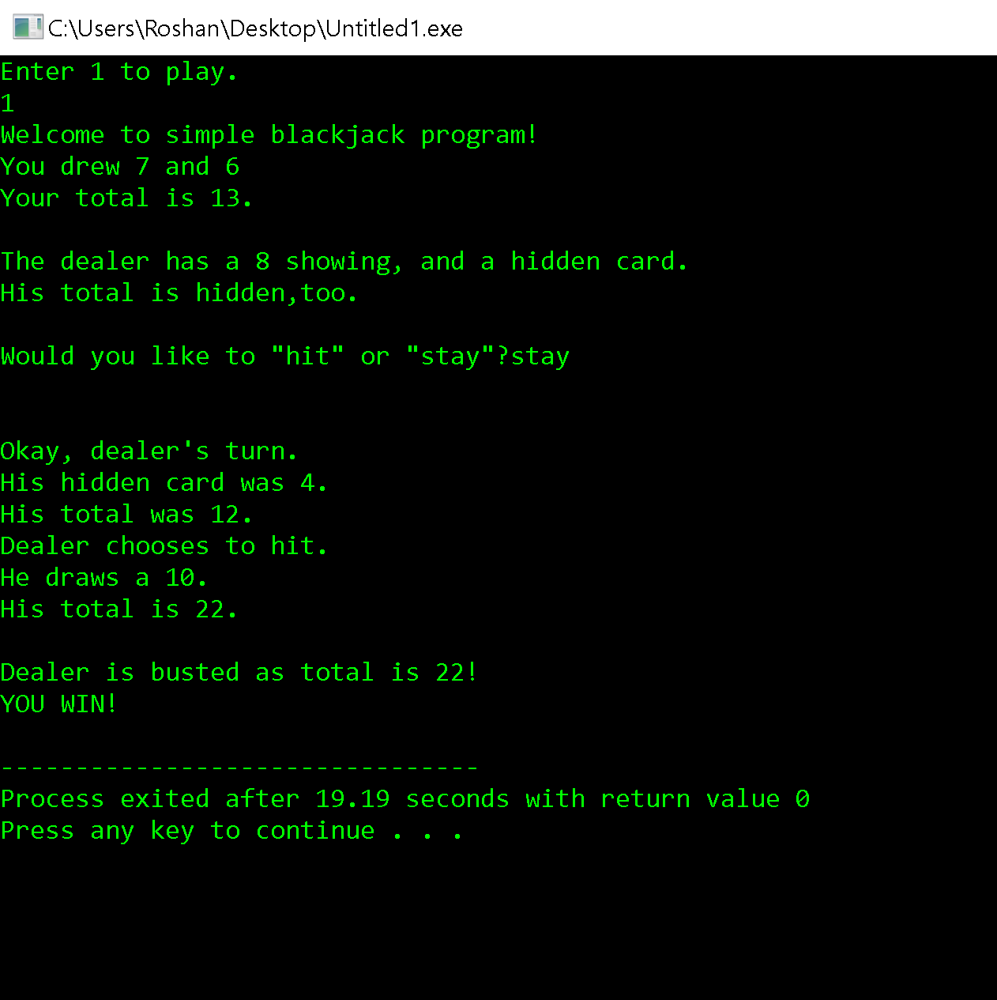 C:\Users\Roshan\Desktop\Untitled1.exe
Enter 1 to play.
1
Welcome to simple blackjack program!
You drew 7 and 6
Your total is 13.
The dealer has a 8 showing, and a hidden card.
His total is hidden,too.
Would you like to "hit" or "stay"?stay
Okay, dealer's turn.
His hidden card was 4.
His total was 12.
Dealer chooses to hit.
He draws a 10.
His total is 22.
Dealer is busted as total is 22!
YOU WIN!
--------------------------------
Process exited after 19.19 seconds with return value 0
Press any key to continue . . .